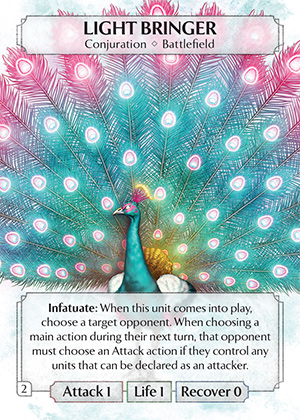 LIGHT BRINGER
Conjuration ◇ Battlefield
Infatuate: When this unit comes into play,
choose a target opponent. When choosing a
main action during their next turn, that opponent
must choose an Attack action if they control any
units that can be declared as an attacker.
2
Attack 1 Life 1 Recover 0